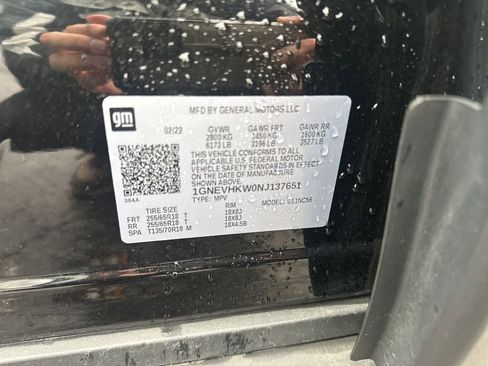 gm
MFD BY GENERAL MOTORS LLC
02/22 GVWR GAWR FRT GAWR RR
2800 KG 1450 KG 1600 KG
6173 LB 3196 LB 3527 LB
THIS VEHICLE CONFORMS TO ALL
APPLICABLE U.S. FEDERAL MOTOR
VEHICLE SAFETY STANDARDS IN EFFECT
ON THE DATE OF MANUFACTURE SHOWN ABOVE.
1GNEVHKW0NJ137651
384A
TYPE: MPV MODEL:
TIRE SIZE RIM
FRT 255/65R18 T 18X8J
RR 255/65R18 T 18X8J
SPA T135/70R18 M 18X4.5B